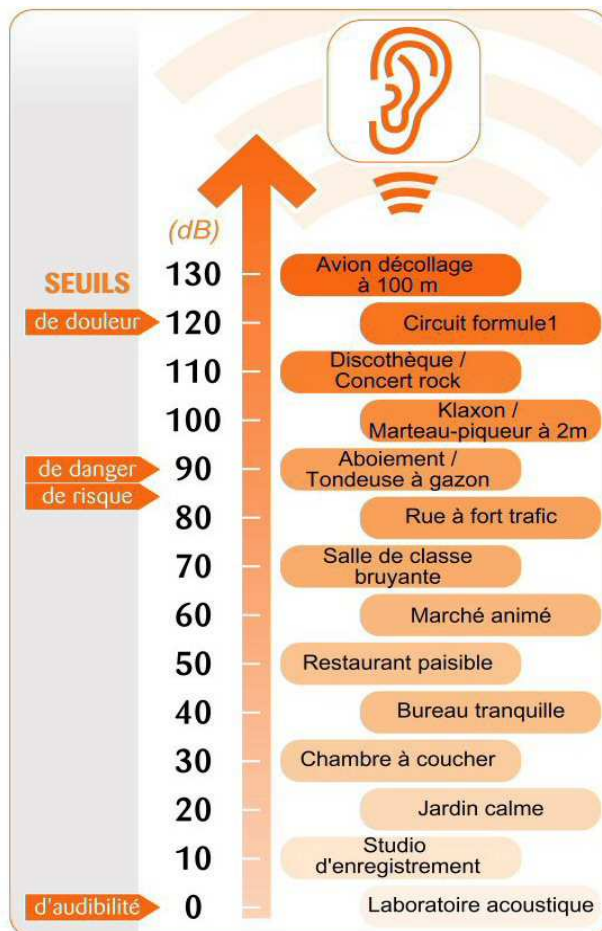 (dB)
SEUILS
130
Avion décollage
à 100 m
de douleur
120
Circuit formule1
110
Discothèque /
Concert rock
100
Klaxon /
Marteau-piqueur à 2m
de danger
90
Aboiement /
Tondeuse à gazon
de risque
80
Rue à fort trafic
70
Salle de classe
bruyante
60
Marché animé
50
Restaurant paisible
40
Bureau tranquille
30
Chambre à coucher
20
Jardin calme
10
Studio
d'enregistrement
d'audibilité
0
Laboratoire acoustique